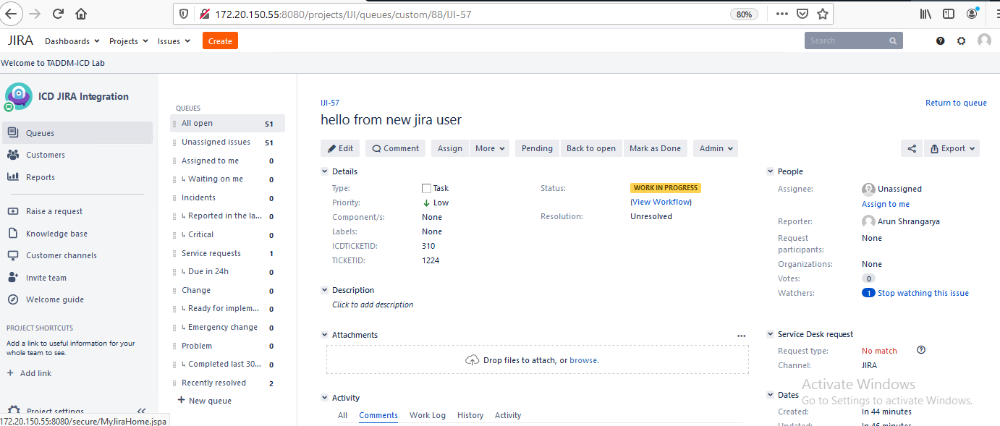 172.20.150.55:8080/projects/IJI/queues/custom/88/IJI-57
80%
JIRA Dashboards Projects Issues Create Search
Welcome to TADDM-ICD Lab
ICD JIRA Integration
Queues
Customers
Reports
Raise a request
Knowledge base
Customer channels
Invite team
Welcome guide
PROJECT SHORTCUTS
Add a link to useful information for your
whole team to see.
+ Add link
Project settings
172.20.150.55:8080/secure/MyJiraHome.jspa
QUEUES
All open 51
Unassigned issues 51
Assigned to me 0
↳ Waiting on me 0
Incidents 0
↳ Reported in the la... 0
↳ Critical 0
Service requests 1
↳ Due in 24h 0
Change 0
↳ Ready for implem... 0
↳ Emergency change 0
Problem 0
↳ Completed last 30... 0
Recently resolved 2
+ New queue
IJI-57
Return to queue
hello from new jira user
Edit Comment Assign More Pending Back to open Mark as Done Admin Export
Details
Type: Task
Priority: Low
Component/s: None
Labels: None
ICDTICKETID: 310
TICKETID: 1224
Status: WORK IN PROGRESS
(View Workflow)
Resolution: Unresolved
Description
Click to add description
Attachments
Drop files to attach, or browse.
Activity
All Comments Work Log History Activity
People
Assignee: Unassigned
Assign to me
Reporter: Arun Shrangarya
Request participants: None
Organizations: None
Votes: 0
Watchers: 1 Stop watching this issue
Service Desk request
Request type: No match
Channel: JIRA
Dates
Created: In 44 minutes
Updated: In 46 minutes
Activate Windows
Go to Settings to activate Windows.